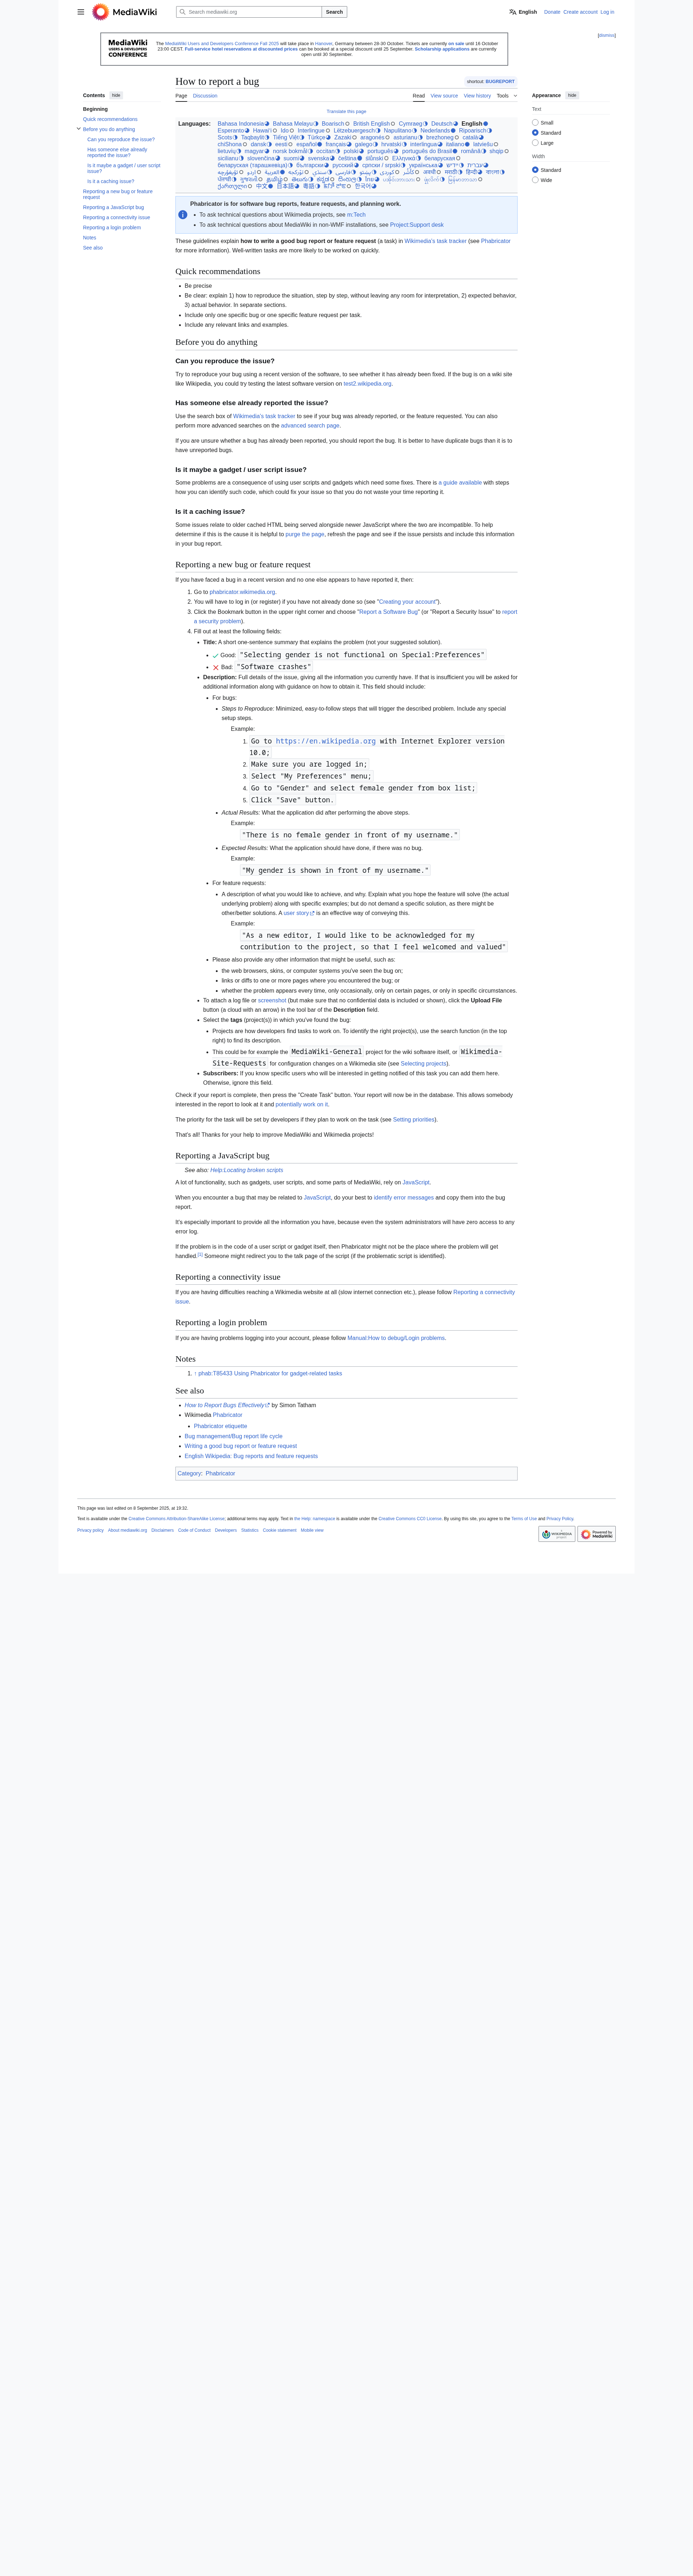 MediaWiki
Search mediawiki.org
Search
English Donate Create account Log in
MediaWiki
USERS & DEVELOPERS
CONFERENCE
The MediaWiki Users and Developers Conference Fall 2025 will take place in Hanover, Germany between 28-30 October. Tickets are currently on sale until 16 October
23:00 CEST. Full-service hotel reservations at discounted prices can be booked at a special discount until 25 September. Scholarship applications are currently
open until 30 September.
[dismiss]
Contents hide
Beginning
Quick recommendations
Before you do anything
Can you reproduce the issue?
Has someone else already
reported the issue?
Is it maybe a gadget / user script
issue?
Is it a caching issue?
Reporting a new bug or feature
request
Reporting a JavaScript bug
Reporting a connectivity issue
Reporting a login problem
Notes
See also
How to report a bug
shortcut: BUGREPORT
Page Discussion
Read View source View history Tools
Appearance hide
Text
Small
Standard
Large
Width
Standard
Wide
Translate this page
Languages:
Bahasa Indonesia Bahasa Melayu Boarisch British English Cymraeg Deutsch English
Esperanto Hawaiʻi Ido Interlingue Lëtzebuergesch Napulitano Nederlands Ripoarisch
Scots Taqbaylit Tiếng Việt Türkçe Zazaki aragonés asturianu brezhoneg català
chiShona dansk eesti español français galego hrvatski interlingua italiano latviešu
lietuvių magyar norsk bokmål occitan polski português português do Brasil română shqip
sicilianu slovenčina suomi svenska čeština ślůnski Ελληνικά беларуская
беларуская (тарашкевіца) български русский српски / srpski українська ייִדיש עברית
اردو العربية تۆرکجه سنڌي فارسی پښتو کوردی अवधी मराठी हिन्दी বাংলা
ਪੰਜਾਬੀ ગુજરાતી தமிழ் తెలుగు ಕನ್ನಡ සිංහල ไทย မြန်မာဘာသာ
ქართული 中文 日本語 粵語 한국어
Phabricator is for software bug reports, feature requests, and planning work.
To ask technical questions about Wikimedia projects, see m:Tech
To ask technical questions about MediaWiki in non-WMF installations, see Project:Support desk
These guidelines explain how to write a good bug report or feature request (a task) in Wikimedia's task tracker (see Phabricator
for more information). Well-written tasks are more likely to be worked on quickly.
Quick recommendations
Be precise
Be clear: explain 1) how to reproduce the situation, step by step, without leaving any room for interpretation, 2) expected behavior,
3) actual behavior. In separate sections.
Include only one specific bug or one specific feature request per task.
Include any relevant links and examples.
Before you do anything
Can you reproduce the issue?
Try to reproduce your bug using a recent version of the software, to see whether it has already been fixed. If the bug is on a wiki site
like Wikipedia, you could try testing the latest software version on test2.wikipedia.org.
Has someone else already reported the issue?
Use the search box of Wikimedia's task tracker to see if your bug was already reported, or the feature requested. You can also
perform more advanced searches on the advanced search page.
If you are unsure whether a bug has already been reported, you should report the bug. It is better to have duplicate bugs than it is to
have unreported bugs.
Is it maybe a gadget / user script issue?
Some problems are a consequence of using user scripts and gadgets which need some fixes. There is a guide available with steps
how you can identify such code, which could be your issue so that you do not waste your time reporting it.
Is it a caching issue?
Some issues relate to older cached HTML being served alongside newer JavaScript where the two are incompatible. To help
determine if this is the cause it is helpful to purge the page, refresh the page and see if the issue persists and include this information
in your bug report.
Reporting a new bug or feature request
If you have faced a bug in a recent version and no one else appears to have reported it, then:
1. Go to phabricator.wikimedia.org.
2. You will have to log in (or register) if you have not already done so (see "Creating your account").
3. Click the Bookmark button in the upper right corner and choose "Report a Software Bug" (or "Report a Security Issue" to report
a security problem).
4. Fill out at least the following fields:
Title: A short one-sentence summary that explains the problem (not your suggested solution).
Good: "Selecting gender is not functional on Special:Preferences"
Bad: "Software crashes"
Description: Full details of the issue, giving all the information you currently have. If that is insufficient you will be asked for
additional information with guidance on how to obtain it. This field should include:
For bugs:
Steps to Reproduce: Minimized, easy-to-follow steps that will trigger the described problem. Include any special
setup steps.
Example:
1. Go to https://en.wikipedia.org with Internet Explorer version
10.0;
2. Make sure you are logged in;
3. Select "My Preferences" menu;
4. Go to "Gender" and select female gender from box list;
5. Click "Save" button.
Actual Results: What the application did after performing the above steps.
Example:
"There is no female gender in front of my username."
Expected Results: What the application should have done, if there was no bug.
Example:
"My gender is shown in front of my username."
For feature requests:
A description of what you would like to achieve, and why. Explain what you hope the feature will solve (the actual
underlying problem) along with specific examples; but do not demand a specific solution, as there might be
other/better solutions. A user story is an effective way of conveying this.
Example:
"As a new editor, I would like to be acknowledged for my
contribution to the project, so that I feel welcomed and valued"
Please also provide any other information that might be useful, such as:
the web browsers, skins, or computer systems you've seen the bug on;
links or diffs to one or more pages where you encountered the bug; or
whether the problem appears every time, only occasionally, only on certain pages, or only in specific circumstances.
To attach a log file or screenshot (but make sure that no confidential data is included or shown), click the Upload File
button (a cloud with an arrow) in the tool bar of the Description field.
Select the tags (project(s)) in which you've found the bug:
Projects are how developers find tasks to work on. To identify the right project(s), use the search function (in the top
right) to find its description.
This could be for example the MediaWiki-General project for the wiki software itself, or Wikimedia-
Site-Requests for configuration changes on a Wikimedia site (see Selecting projects).
Subscribers: If you know specific users who will be interested in getting notified of this task you can add them here.
Otherwise, ignore this field.
Check if your report is complete, then press the "Create Task" button. Your report will now be in the database. This allows somebody
interested in the report to look at it and potentially work on it.
The priority for the task will be set by developers if they plan to work on the task (see Setting priorities).
That's all! Thanks for your help to improve MediaWiki and Wikimedia projects!
Reporting a JavaScript bug
See also: Help:Locating broken scripts
A lot of functionality, such as gadgets, user scripts, and some parts of MediaWiki, rely on JavaScript.
When you encounter a bug that may be related to JavaScript, do your best to identify error messages and copy them into the bug
report.
It's especially important to provide all the information you have, because even the system administrators will have zero access to any
error log.
If the problem is in the code of a user script or gadget itself, then Phabricator might not be the place where the problem will get
handled.[1] Someone might redirect you to the talk page of the script (if the problematic script is identified).
Reporting a connectivity issue
If you are having difficulties reaching a Wikimedia website at all (slow internet connection etc.), please follow Reporting a connectivity
issue.
Reporting a login problem
If you are having problems logging into your account, please follow Manual:How to debug/Login problems.
Notes
1. ↑ phab:T85433 Using Phabricator for gadget-related tasks
See also
How to Report Bugs Effectively by Simon Tatham
Wikimedia Phabricator
Phabricator etiquette
Bug management/Bug report life cycle
Writing a good bug report or feature request
English Wikipedia: Bug reports and feature requests
Category: Phabricator
This page was last edited on 8 September 2025, at 19:32.
Text is available under the Creative Commons Attribution-ShareAlike License; additional terms may apply. Text in the Help: namespace is available under the Creative Commons CC0 License. By using this site, you agree to the Terms of Use and Privacy Policy.
Privacy policy About mediawiki.org Disclaimers Code of Conduct Developers Statistics Cookie statement Mobile view
WIKIMEDIA
project
Powered by
MediaWiki